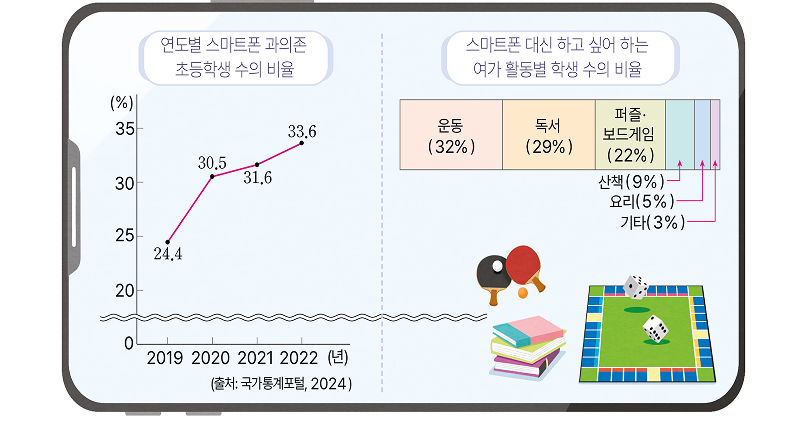 연도별 스마트폰 과의존
초등학생 수의 비율
(%)
35
30
25
20
0
24.4
30.5
31.6
33.6
2019 2020 2021 2022 (년)
(출처: 국가통계포털, 2024)
스마트폰 대신 하고 싶어 하는
여가 활동별 학생 수의 비율
운동
(32%)
독서
(29%)
퍼즐·
보드게임
(22%)
산책(9%)
요리(5%)
기타(3%)